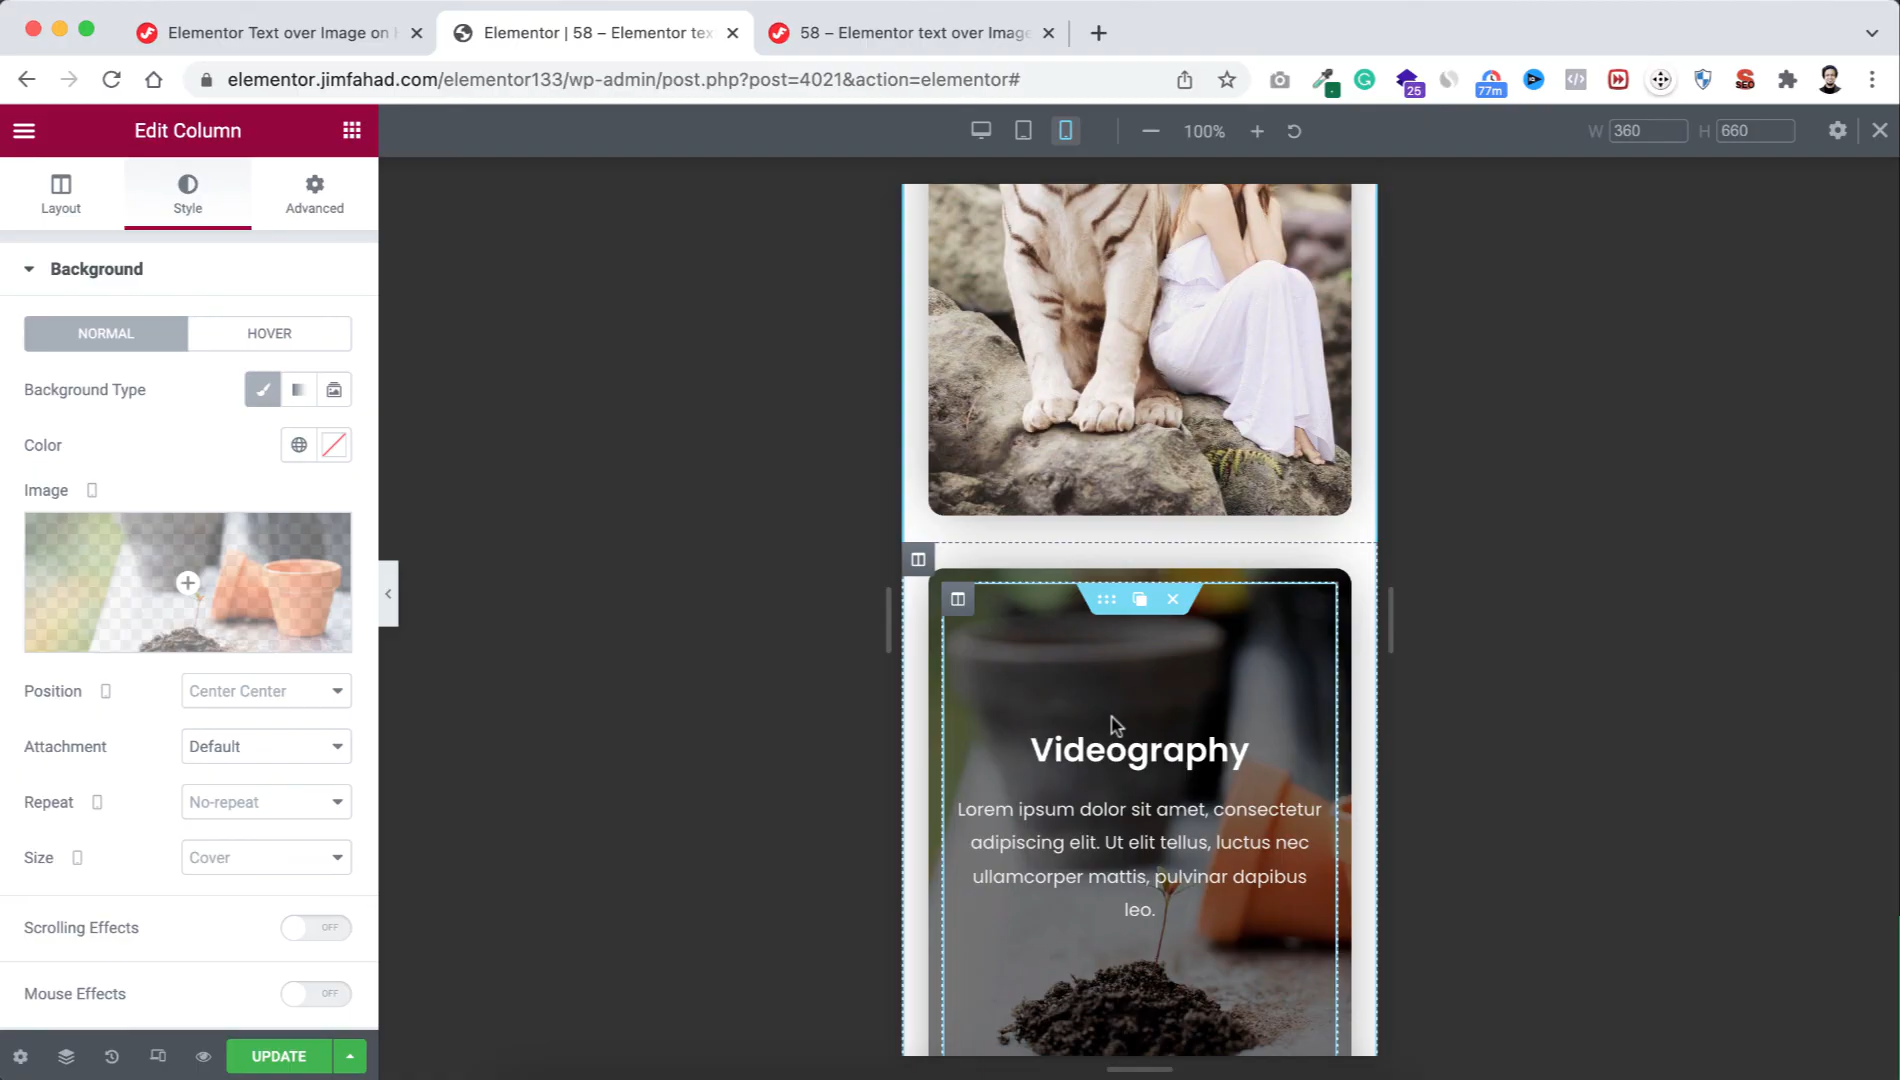 Elementor Text over Image on H
Elementor | 58 – Elementor tex
58 – Elementor text over Image
elementor.jimfahad.com/elementor133/wp-admin/post.php?post=4021&action=elementor#
25
77m
SEO
Edit Column
100%
W 360
H 660
Layout
Style
Advanced
Background
NORMAL
HOVER
Background Type
Color
Image
Position
Center Center
Attachment
Default
Repeat
No-repeat
Size
Cover
Scrolling Effects
OFF
Mouse Effects
OFF
UPDATE
Videography
Lorem ipsum dolor sit amet, consectetur
adipiscing elit. Ut elit tellus, luctus nec
ullamcorper mattis, pulvinar dapibus
leo.